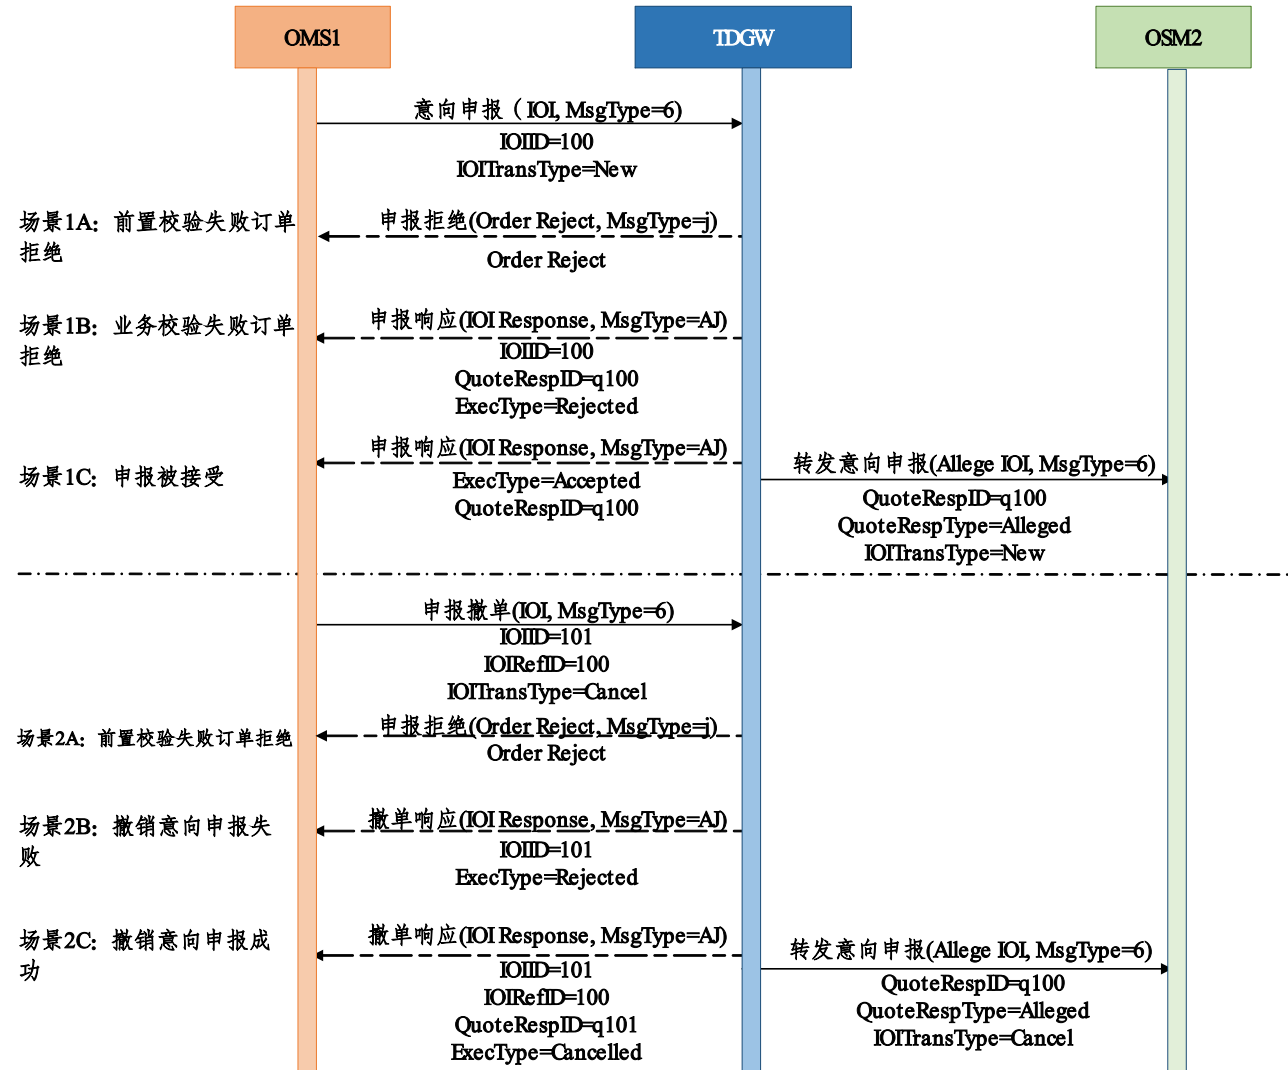 OMS1
TDGW
OSM2
意向申报（IOI, MsgType=6)
IOIID=100
IOITransType=New
场景1A：前置校验失败订单
拒绝
申报拒绝(Order Reject, MsgType=j)
Order Reject
场景1B：业务校验失败订单
拒绝
申报响应(IOI Response, MsgType=AJ)
IOIID=100
QuoteRespID=q100
ExecType=Rejected
场景1C：申报被接受
申报响应(IOI Response, MsgType=AJ)
ExecType=Accepted
QuoteRespID=q100
转发意向申报(Allege IOI, MsgType=6)
QuoteRespID=q100
QuoteRespType=Alleged
IOITransType=New
申报撤单(IOI, MsgType=6)
IOIID=101
IOIRefID=100
IOITransType=Cancel
场景2A：前置校验失败订单拒绝
申报拒绝(Order Reject, MsgType=j)
Order Reject
场景2B：撤销意向申报失
败
撤单响应(IOI Response, MsgType=AJ)
IOIID=101
ExecType=Rejected
场景2C：撤销意向申报成
功
撤单响应(IOI Response, MsgType=AJ)
IOIID=101
IOIRefID=100
QuoteRespID=q101
ExecType=Cancelled
转发意向申报(Allege IOI, MsgType=6)
QuoteRespID=q100
QuoteRespType=Alleged
IOITransType=Cancel